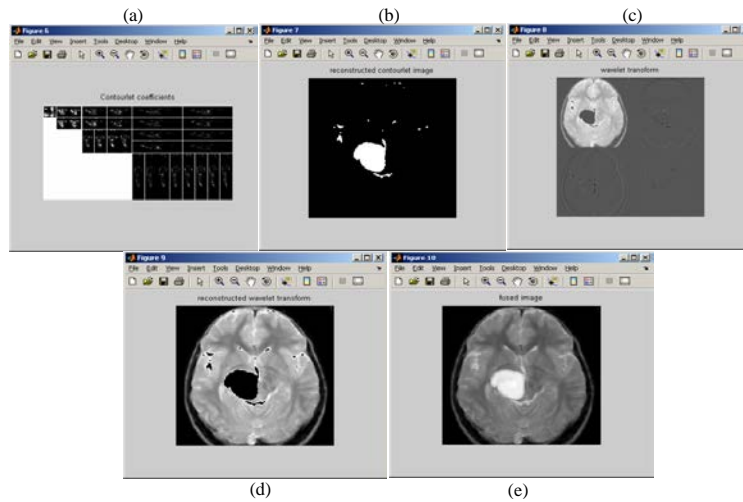 (a)
(b)
(c)
Figure 6
File Edit View Insert Tools Desktop Window Help
Contourlet coefficients
Figure 7
File Edit View Insert Tools Desktop Window Help
reconstructed contourlet image
Figure 8
File Edit View Insert Tools Desktop Window Help
wavelet transform
Figure 9
File Edit View Insert Tools Desktop Window Help
reconstructed wavelet transform
Figure 10
File Edit View Insert Tools Desktop Window Help
fused image
(d)
(e)